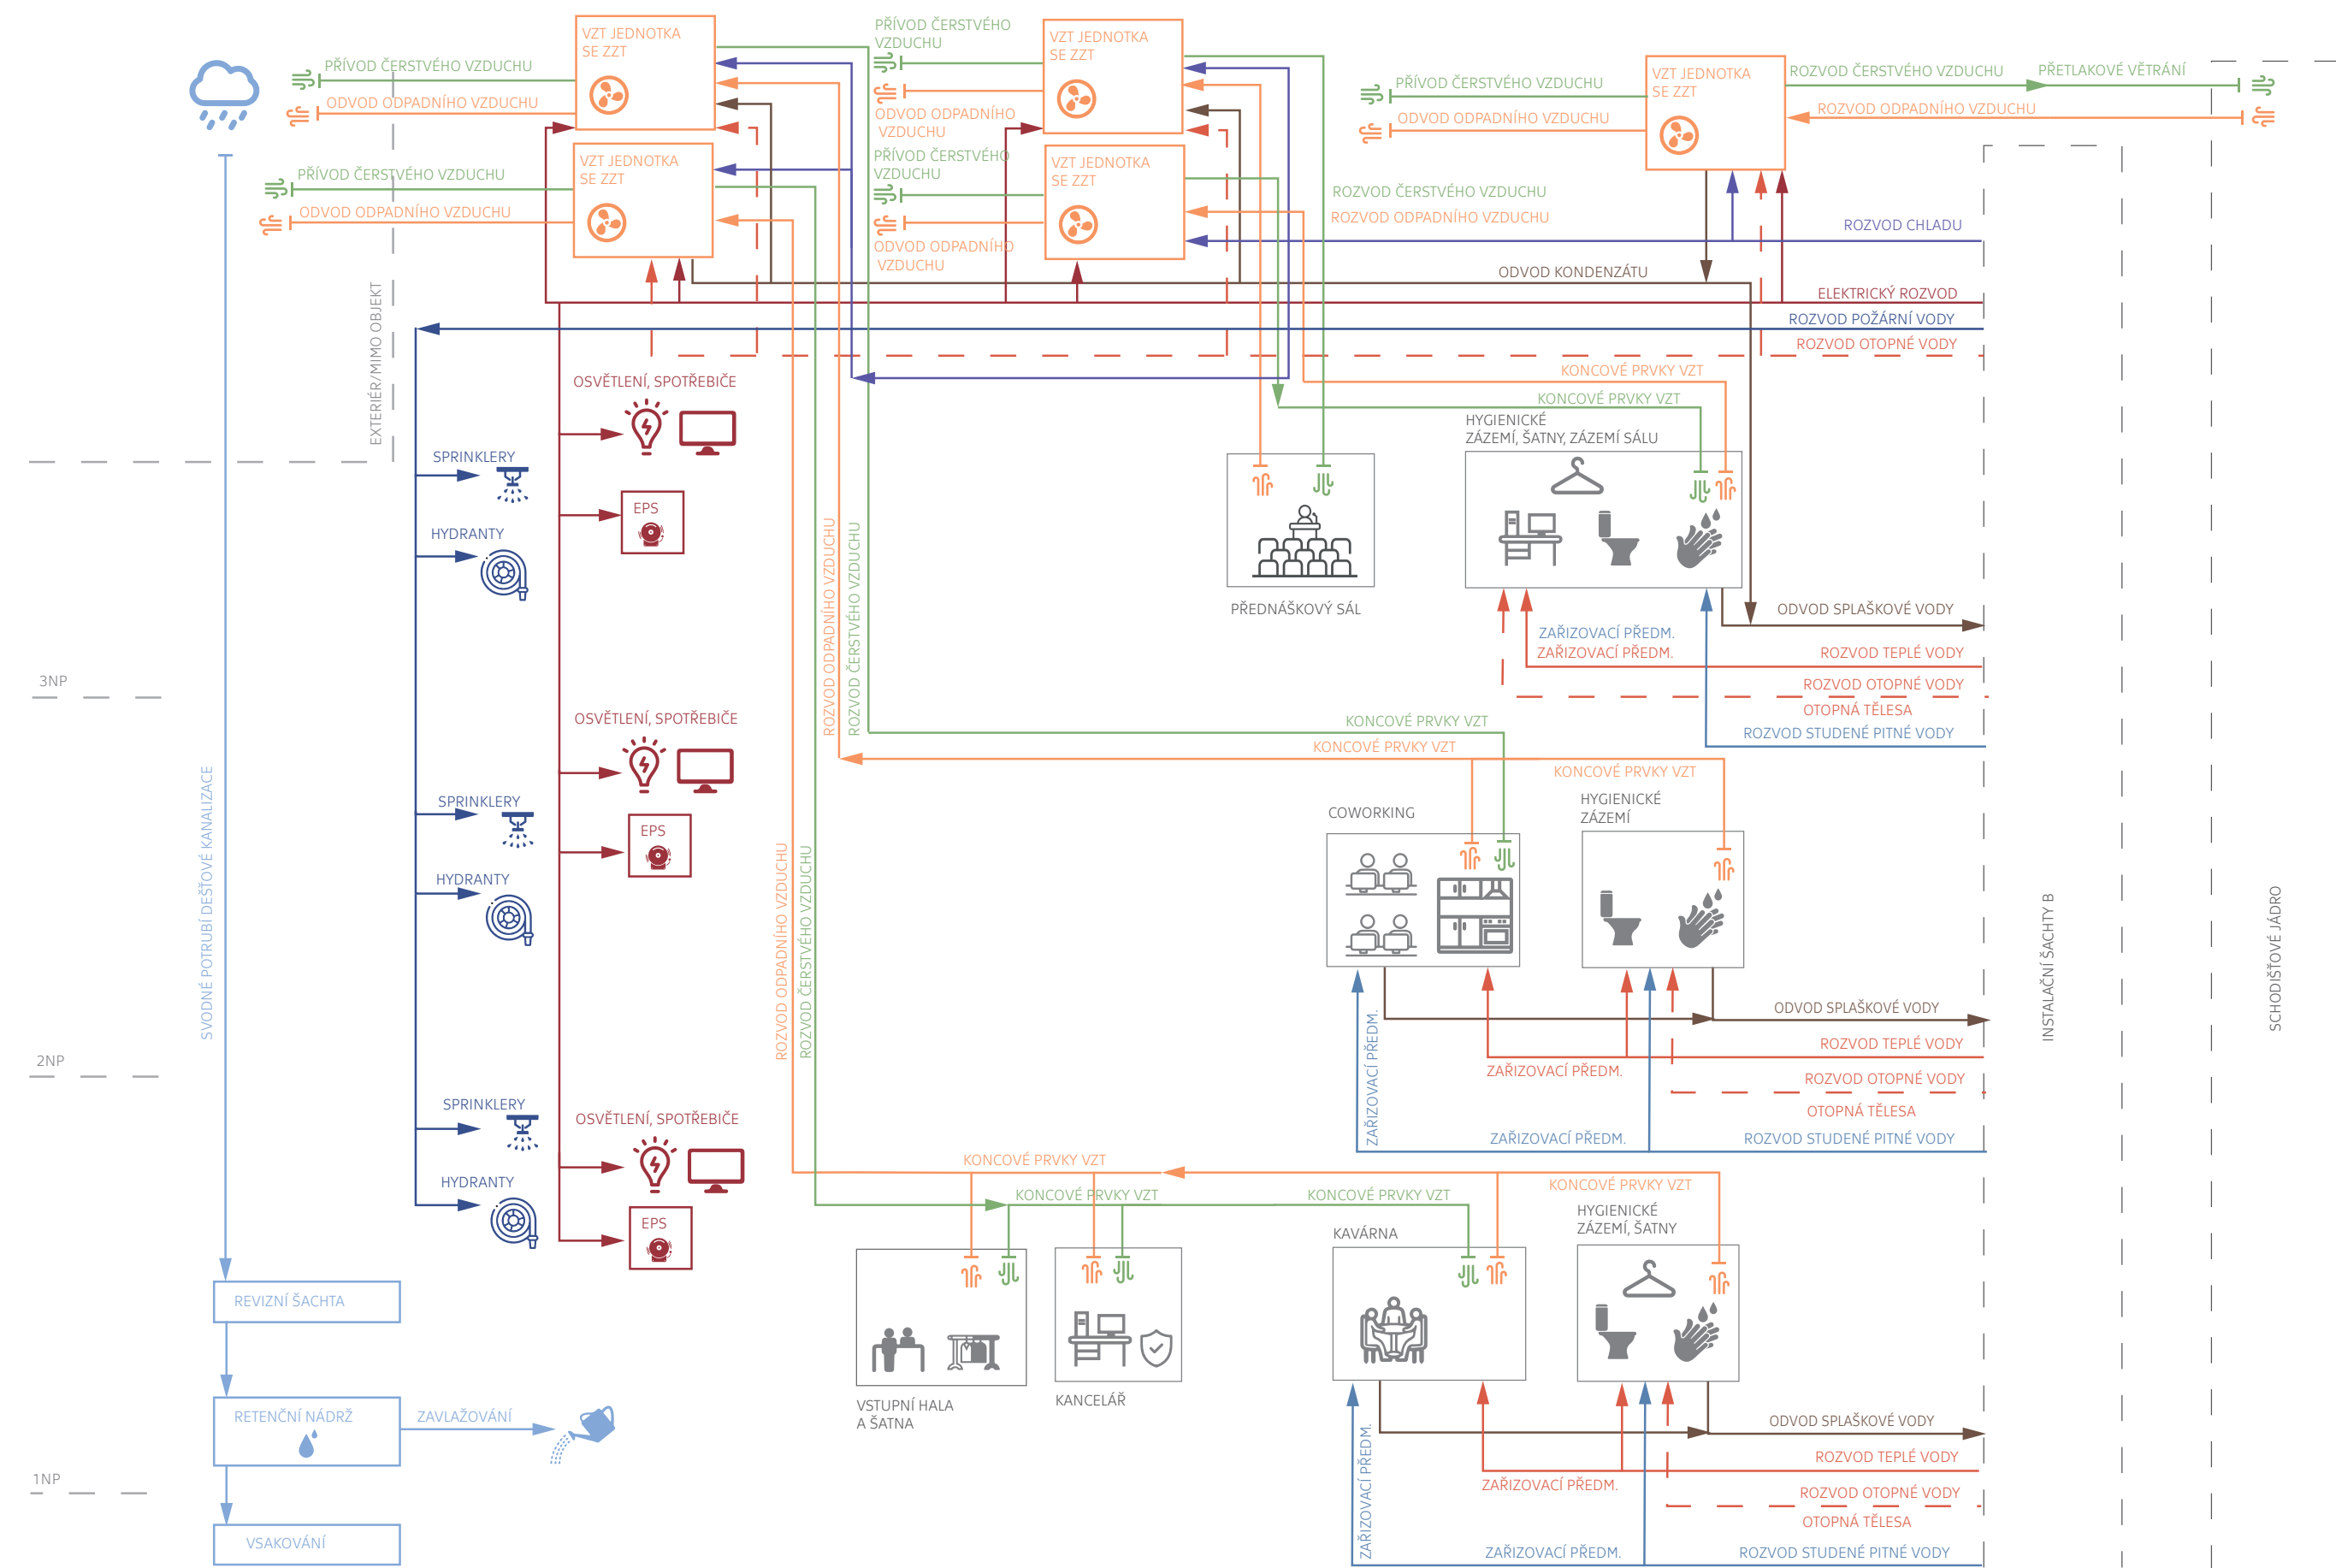 VZT JEDNOTKA
SE ZZT
PŘÍVOD ČERSTVÉHO VZDUCHU
ODVOD ODPADNÍHO VZDUCHU
VZT JEDNOTKA
SE ZZT
PŘÍVOD ČERSTVÉHO VZDUCHU
ODVOD ODPADNÍHO VZDUCHU
PŘÍVOD ČERSTVÉHO
VZDUCHU
VZT JEDNOTKA
SE ZZT
ODVOD ODPADNÍHO
VZDUCHU
PŘÍVOD ČERSTVÉHO
VZDUCHU
VZT JEDNOTKA
SE ZZT
ODVOD ODPADNÍHO
VZDUCHU
PŘÍVOD ČERSTVÉHO VZDUCHU
ODVOD ODPADNÍHO VZDUCHU
VZT JEDNOTKA
SE ZZT
ROZVOD ČERSTVÉHO VZDUCHU
PŘETLAKOVÉ VĚTRÁNÍ
ROZVOD ODPADNÍHO VZDUCHU
ROZVOD ČERSTVÉHO VZDUCHU
ROZVOD ODPADNÍHO VZDUCHU
ROZVOD CHLADU
ODVOD KONDENZÁTU
ELEKTRICKÝ ROZVOD
ROZVOD POŽÁRNÍ VODY
ROZVOD OTOPNÉ VODY
EXTERIÉR/MIMO OBJEKT
KONCOVÉ PRVKY VZT
KONCOVÉ PRVKY VZT
OSVĚTLENÍ, SPOTŘEBIČE
SPRINKLERY
EPS
HYDRANTY
HYGIENICKÉ
ZÁZEMÍ, ŠATNY, ZÁZEMÍ SÁLU
PŘEDNÁŠKOVÝ SÁL
ROZVOD ODPADNÍHO VZDUCHU
ROZVOD ČERSTVÉHO VZDUCHU
ODVOD SPLAŠKOVÉ VODY
ZAŘIZOVACÍ PŘEDM.
ZAŘIZOVACÍ PŘEDM.
ROZVOD TEPLÉ VODY
ROZVOD OTOPNÉ VODY
OTOPNÁ TĚLESA
ROZVOD STUDENÉ PITNÉ VODY
3NP
OSVĚTLENÍ, SPOTŘEBIČE
KONCOVÉ PRVKY VZT
KONCOVÉ PRVKY VZT
KONCOVÉ PRVKY VZT
SPRINKLERY
EPS
HYDRANTY
COWORKING
HYGIENICKÉ
ZÁZEMÍ
SVODNÉ POTRUBÍ DEŠŤOVÉ KANALIZACE
ROZVOD ODPADNÍHO VZDUCHU
ROZVOD ČERSTVÉHO VZDUCHU
INSTALAČNÍ ŠACHTY B
SCHODIŠŤOVÉ JÁDRO
ODVOD SPLAŠKOVÉ VODY
ROZVOD TEPLÉ VODY
ZAŘIZOVACÍ PŘEDM.
ZAŘIZOVACÍ PŘEDM.
ROZVOD OTOPNÉ VODY
OTOPNÁ TĚLESA
ZAŘIZOVACÍ PŘEDM.
ROZVOD STUDENÉ PITNÉ VODY
2NP
SPRINKLERY
OSVĚTLENÍ, SPOTŘEBIČE
HYDRANTY
EPS
KONCOVÉ PRVKY VZT
KONCOVÉ PRVKY VZT
KONCOVÉ PRVKY VZT
KONCOVÉ PRVKY VZT
KAVÁRNA
HYGIENICKÉ
ZÁZEMÍ, ŠATNY
VSTUPNÍ HALA
A ŠATNA
KANCELÁŘ
REVIZNÍ ŠACHTA
RETENČNÍ NÁDRŽ
ZAVLAŽOVÁNÍ
VSAKOVÁNÍ
1NP
ODVOD SPLAŠKOVÉ VODY
ROZVOD TEPLÉ VODY
ZAŘIZOVACÍ PŘEDM.
ZAŘIZOVACÍ PŘEDM.
ROZVOD OTOPNÉ VODY
OTOPNÁ TĚLESA
ZAŘIZOVACÍ PŘEDM.
ROZVOD STUDENÉ PITNÉ VODY